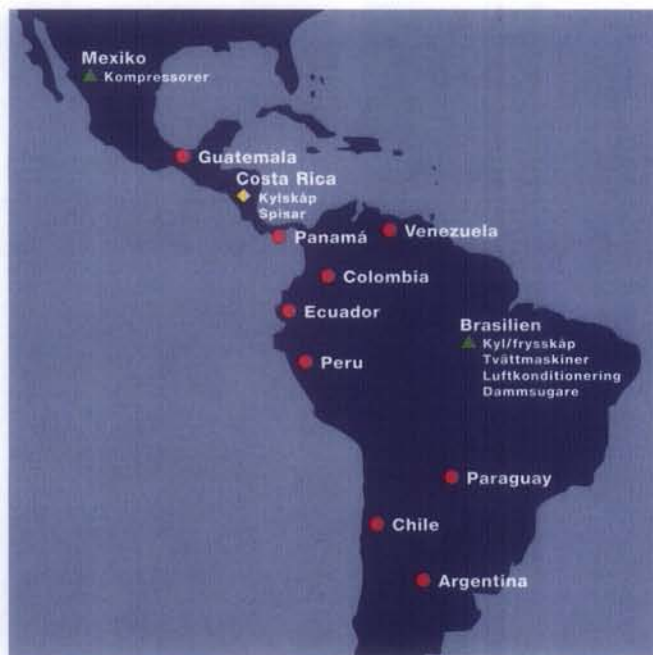 Mexiko
Kompressorer
Guatemala
Costa Rica
Kylskåp
Spisar
Panamá
Venezuela
Colombia
Ecuador
Brasilien
Kyl/frysskåp
Tvättmaskiner
Luftkonditionering
Dammsugare
Peru
Paraguay
Chile
Argentina